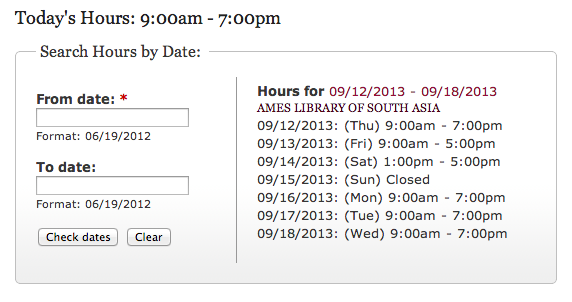 Today's Hours: 9:00am - 7:00pm
Search Hours by Date:
From date: *
Format: 06/19/2012
To date:
Format: 06/19/2012
Check dates
Clear
Hours for 09/12/2013 - 09/18/2013
AMES LIBRARY OF SOUTH ASIA
09/12/2013: (Thu) 9:00am - 7:00pm
09/13/2013: (Fri) 9:00am - 5:00pm
09/14/2013: (Sat) 1:00pm - 5:00pm
09/15/2013: (Sun) Closed
09/16/2013: (Mon) 9:00am - 7:00pm
09/17/2013: (Tue) 9:00am - 7:00pm
09/18/2013: (Wed) 9:00am - 7:00pm